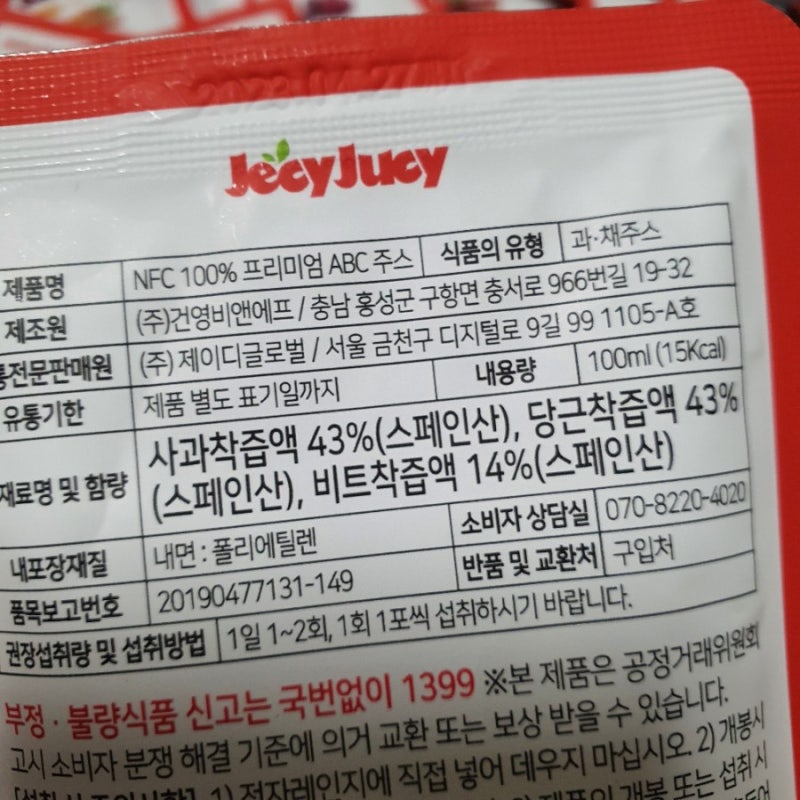 2023.04.27
JecyJucy
제품명 NFC 100% 프리미엄 ABC 주스 식품의 유형 과·채주스
제조원 (주)건영비앤에프 / 충남 홍성군 구항면 충서로 966번길 19-32
통전문판매원 (주) 제이디글로벌 / 서울 금천구 디지털로 9길 99 1105-A호
유통기한 제품 별도 표기일까지 내용량 100ml (15Kcal)
재료명 및 함량 사과착즙액 43%(스페인산), 당근착즙액 43%
(스페인산), 비트착즙액 14%(스페인산)
내포장재질 내면 : 폴리에틸렌 소비자 상담실 070-8220-4020
품목보고번호 20190477131-149 반품 및 교환처 구입처
권장섭취량 및 섭취방법 1일 1~2회, 1회 1포씩 섭취하시기 바랍니다.
부정 · 불량식품 신고는 국번없이 1399 ※본 제품은 공정거래위원회
고시 소비자 분쟁 해결 기준에 의거 교환 또는 보상 받을 수 있습니다.
1) 전자레인지에 직접 넣어 데우지 마십시오. 2) 개봉시
제품의 개봉 또는 섭취시